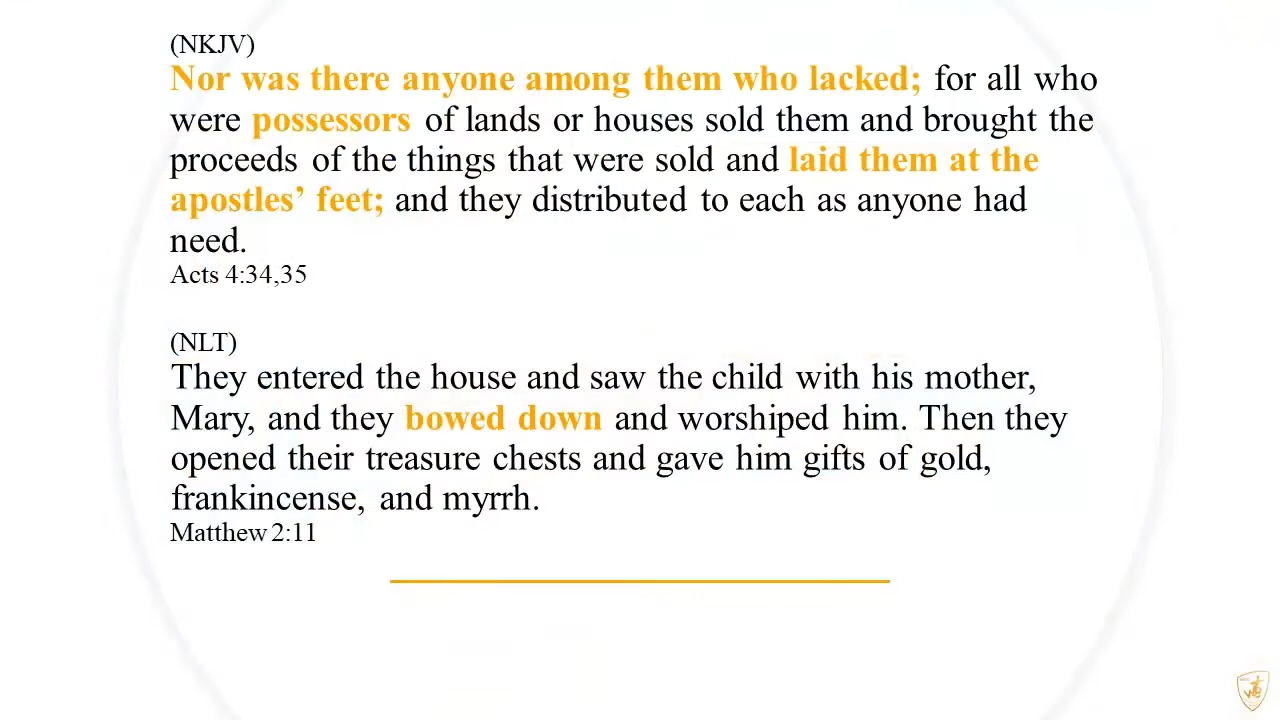 (NKJV)
Nor was there anyone among them who lacked; for all who
were possessors of lands or houses sold them and brought the
proceeds of the things that were sold and laid them at the
apostles’ feet; and they distributed to each as anyone had
need.
Acts 4:34,35
(NLT)
They entered the house and saw the child with his mother,
Mary, and they bowed down and worshiped him. Then they
opened their treasure chests and gave him gifts of gold,
frankincense, and myrrh.
Matthew 2:11